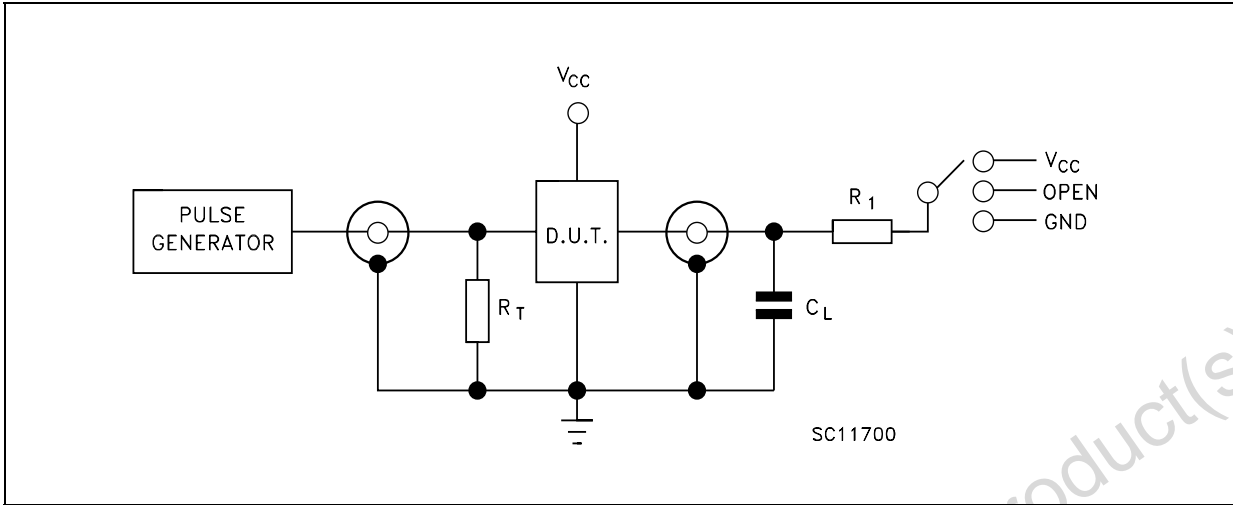 VCC
PULSE
GENERATOR
D.U.T.
RT
CL
R1
VCC
OPEN
GND
SC11700